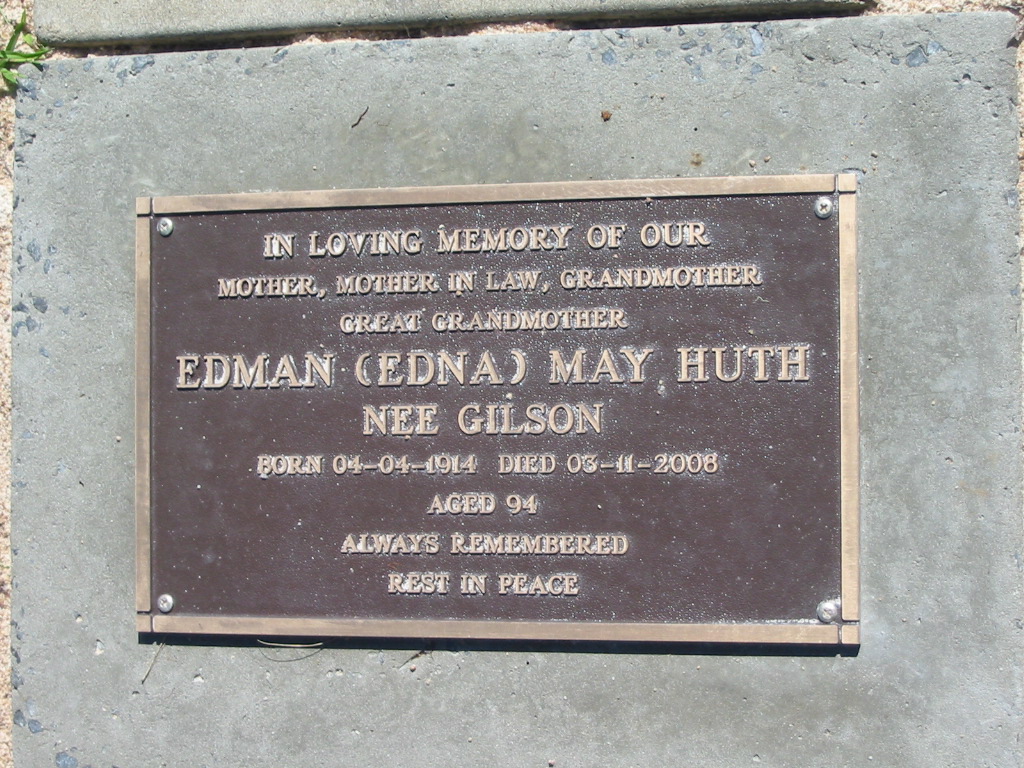 IN LOVING MEMORY OF OUR
MOTHER, MOTHER IN LAW, GRANDMOTHER
GREAT GRANDMOTHER
EDMAN (EDNA) MAY HUTH
NEE GILSON
BORN 04-04-1914 DIED 03-11-2008
AGED 94
ALWAYS REMEMBERED
REST IN PEACE